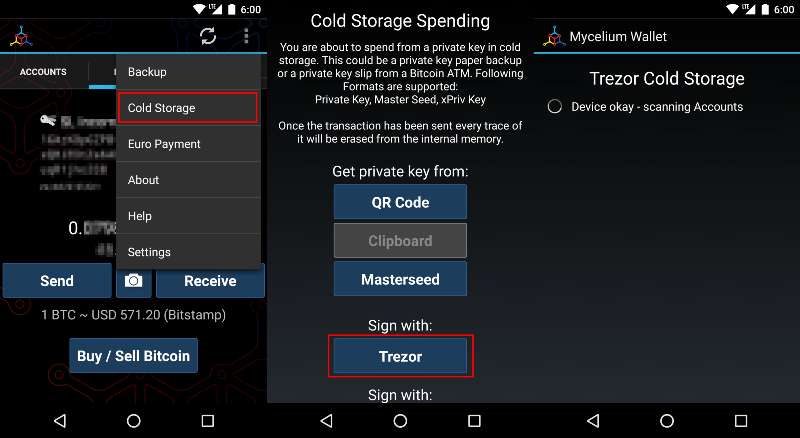 LTE 6:00
ACCOUNTS
Backup
Cold Storage
Euro Payment
About
Help
Settings
0.
Send
Receive
1 BTC ~ USD 571.20 (Bitstamp)
Buy / Sell Bitcoin
LTE 6:00
Cold Storage Spending
You are about to spend from a private key in cold
storage. This could be a private key paper backup
or a private key slip from a Bitcoin ATM. Following
Formats are supported:
Private Key, Master Seed, xPriv Key
Once the transaction has been sent every trace of
it will be erased from the internal memory.
Get private key from:
QR Code
Clipboard
Masterseed
Sign with:
Trezor
Sign with:
LTE 6:00
Mycelium Wallet
Trezor Cold Storage
Device okay - scanning Accounts